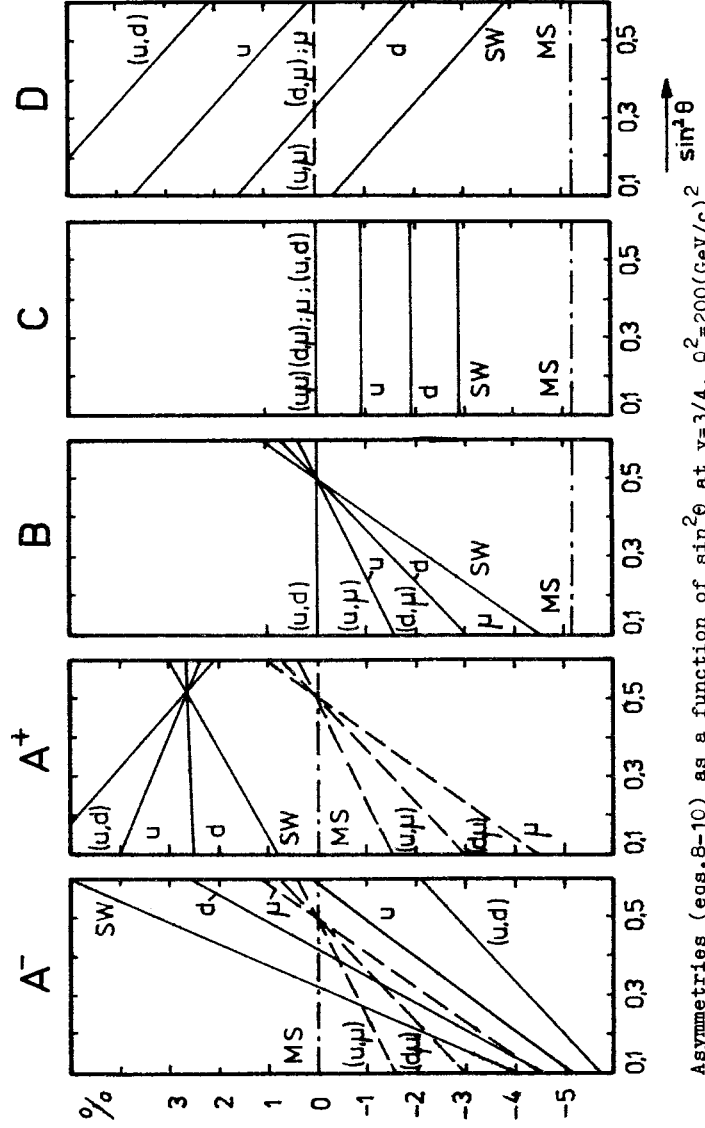 A⁻
A⁺
B
C
D
%
3
2
1
0
-1
-2
-3
-4
-5
SW
d
μ
MS
(u,μ)
(d,μ)
u
(u,d)
0,1 0,3 0,5
(u,d)
u
d
SW
MS
(u,μ)
(d,μ)
μ
0,1 0,3 0,5
(u,d)
(u,μ)
u
(d,μ)
d
μ
SW
MS
0,1 0,3 0,5
(u,μ) (d,μ); μ ; (u,d)
u
d
SW
MS
0,1 0,3 0,5
(u,d)
u
(u,μ) (d,μ); μ
d
SW
MS
0,1 0,3 0,5
sin²θ
Asymmetries (eqs.8-10) as a function of sin²θ at y=3/4, Q²=200(GeV/c)²